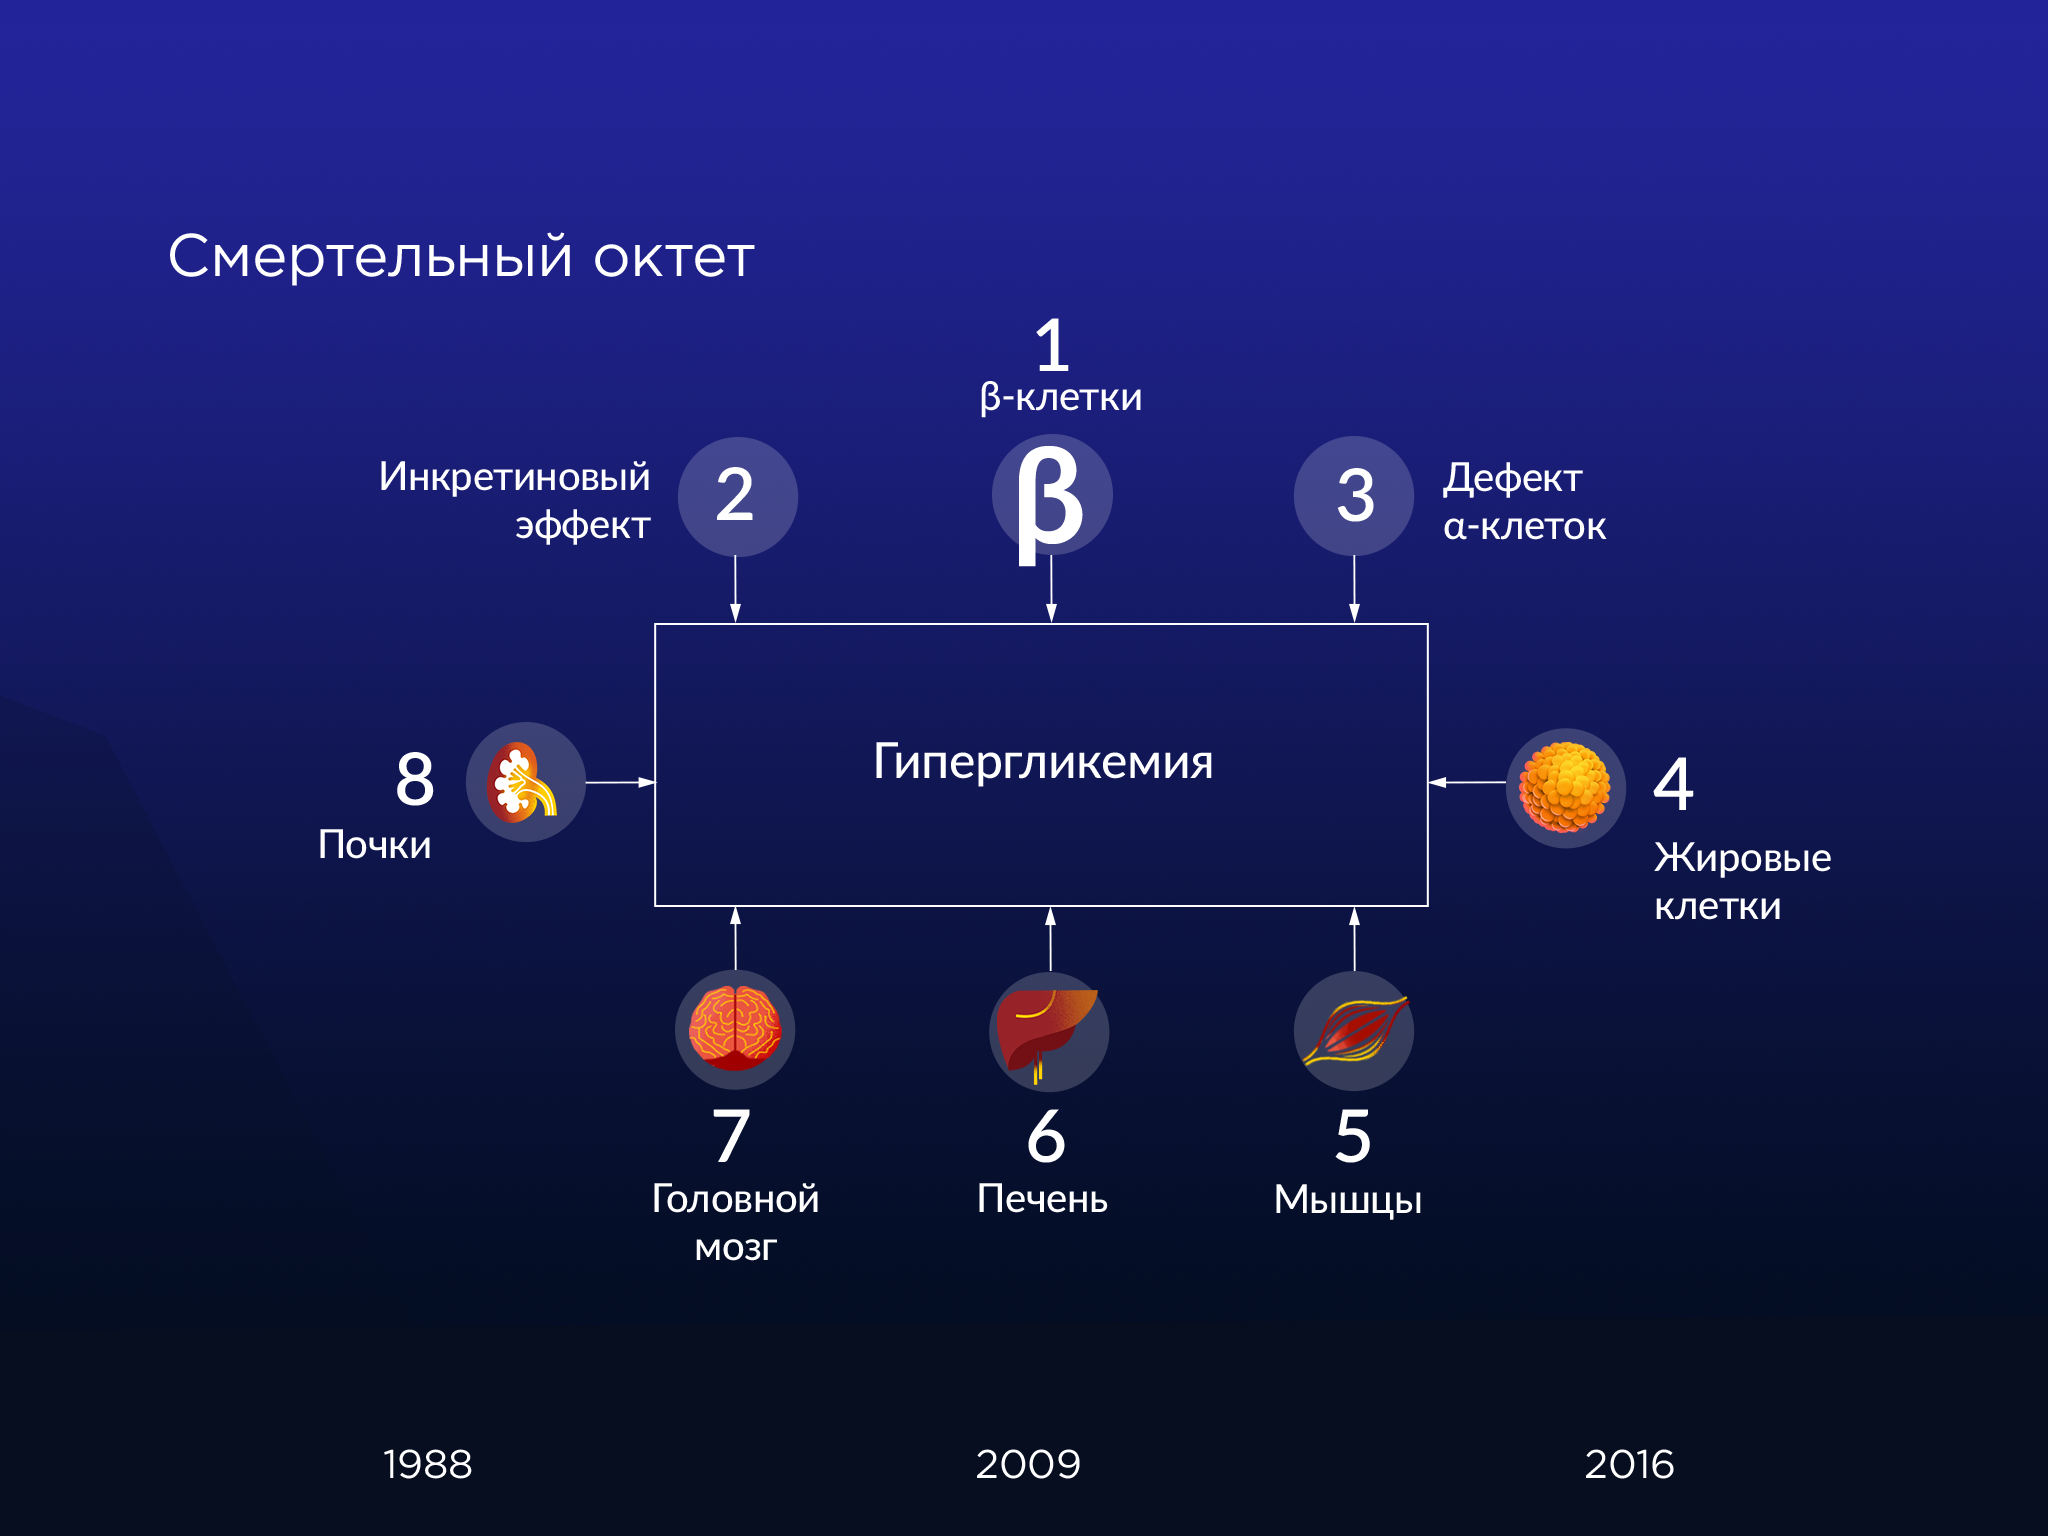 Смертельный октет
1
β-клетки
β
Инкретиновый
эффект
2
3
Дефект
α-клеток
Гипергликемия
8
Почки
4
Жировые
клетки
7
Головной
мозг
6
Печень
5
Мышцы
1988
2009
2016